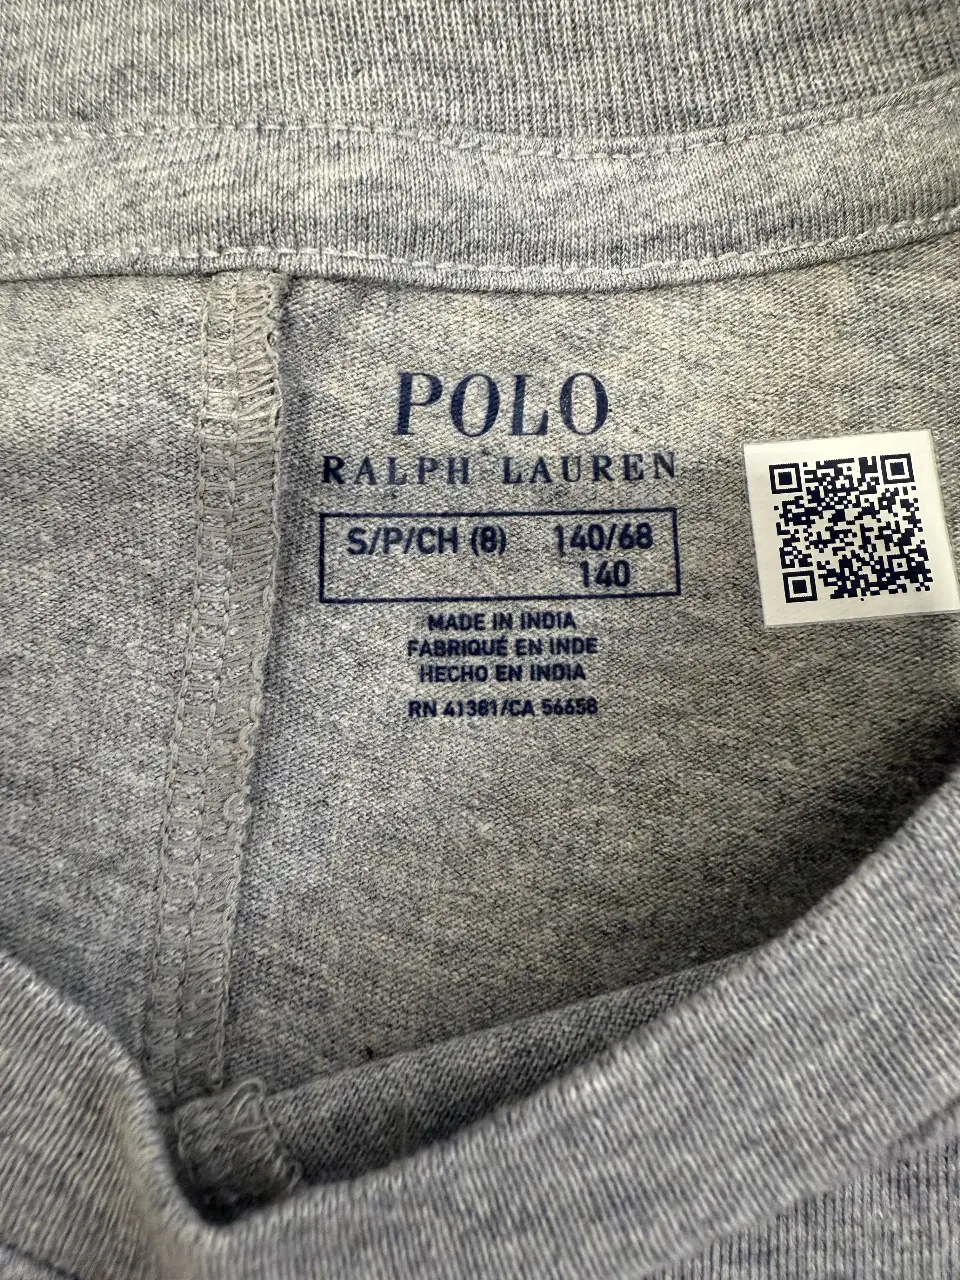 POLO
RALPH LAUREN
S/P/CH (8) 140/68
140
MADE IN INDIA
FABRIQUÉ EN INDE
HECHO EN INDIA
RN 41381/CA 56658